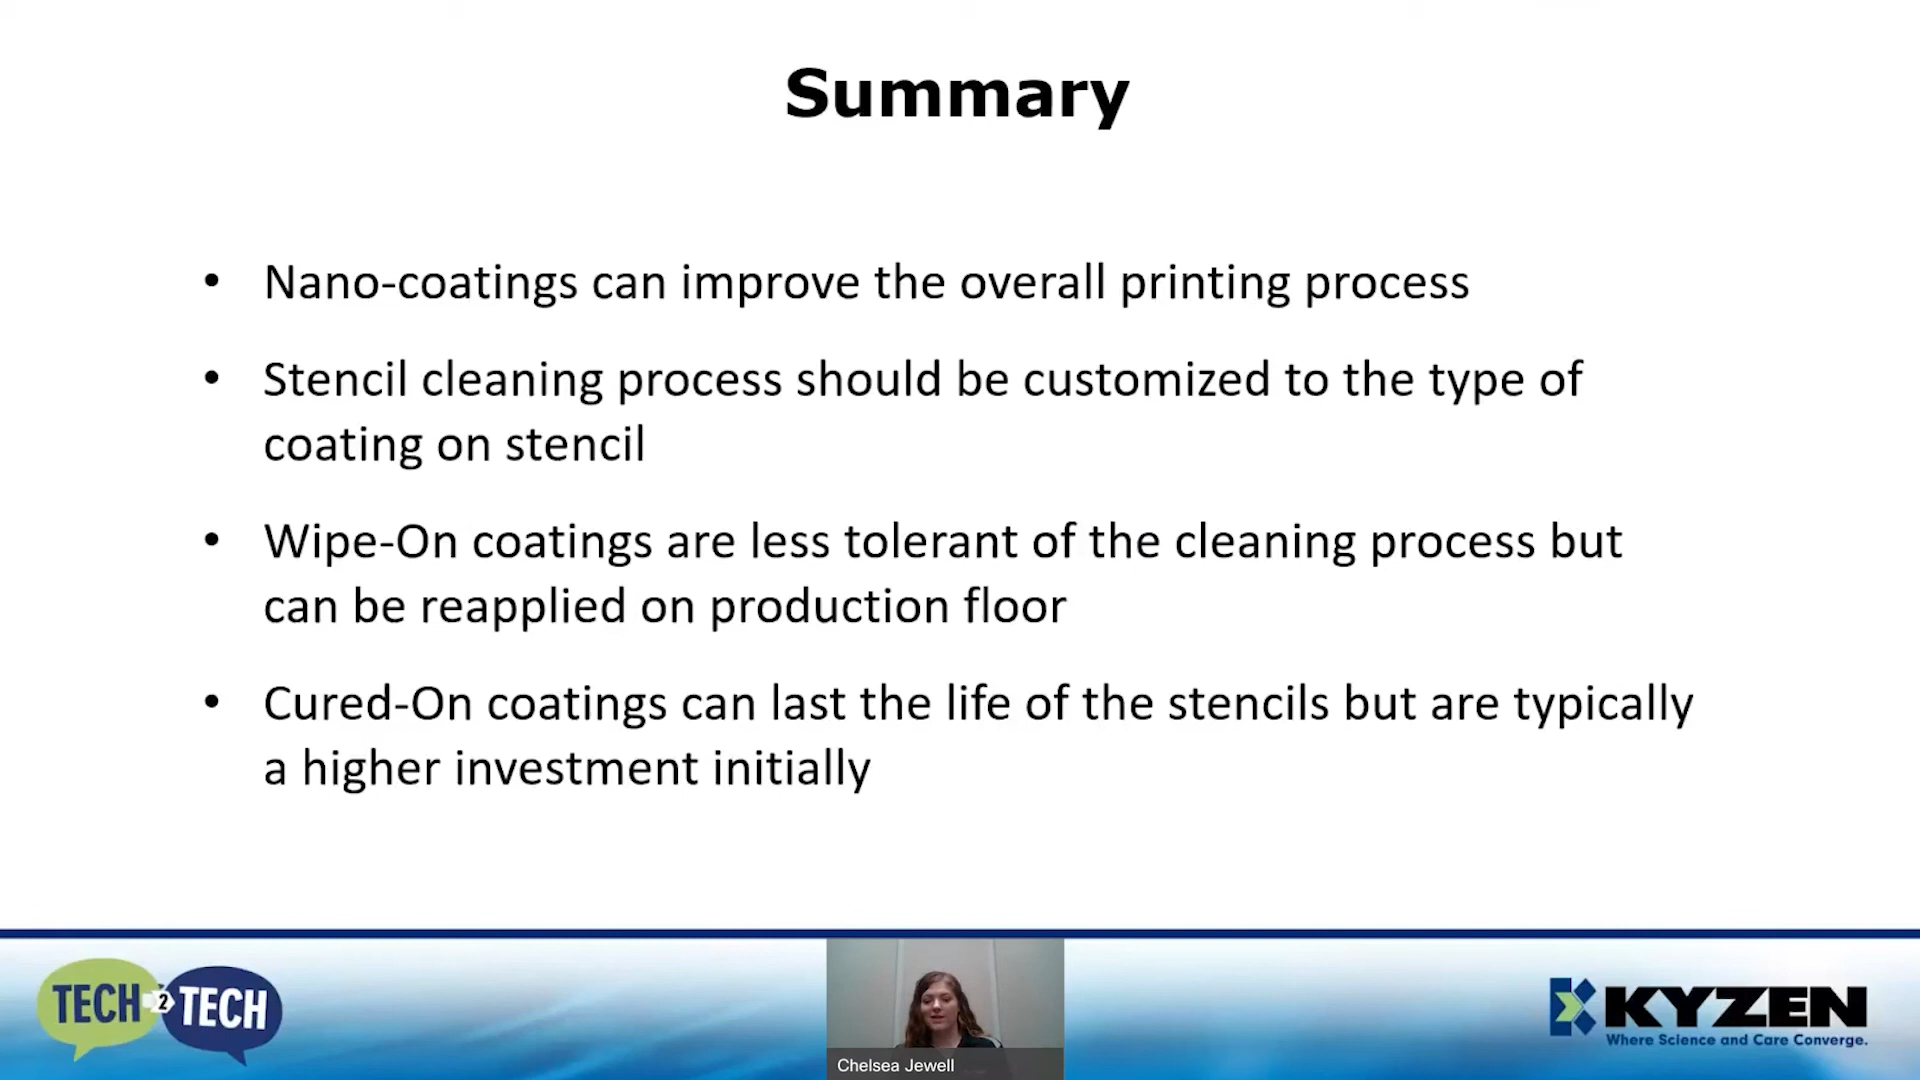 Summary
• Nano-coatings can improve the overall printing process
• Stencil cleaning process should be customized to the type of
coating on stencil
• Wipe-On coatings are less tolerant of the cleaning process but
can be reapplied on production floor
• Cured-On coatings can last the life of the stencils but are typically
a higher investment initially
TECH 2 TECH
Chelsea Jewell
KYZEN
Where Science and Care Converge.